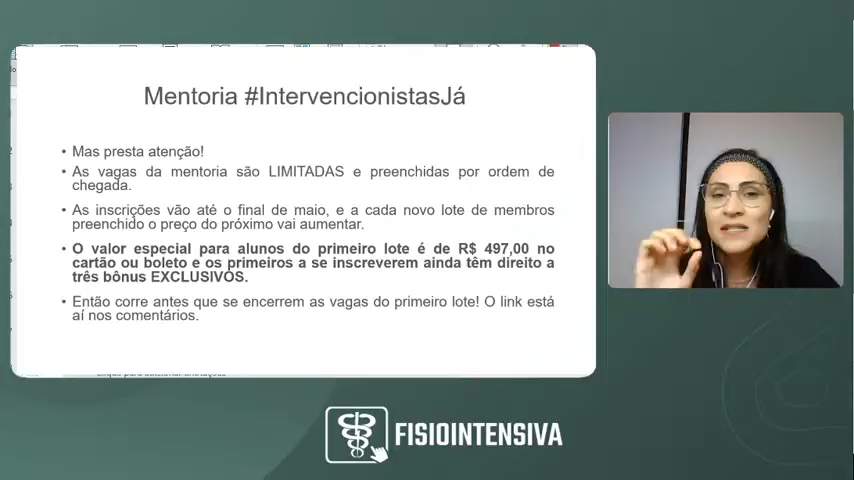 Mentoria #IntervencionistasJá
• Mas presta atenção!
• As vagas da mentoria são LIMITADAS e preenchidas por ordem de
chegada.
• As inscrições vão até o final de maio, e a cada novo lote de membros
preenchido o preço do próximo vai aumentar.
• O valor especial para alunos do primeiro lote é de R$ 497,00 no
cartão ou boleto e os primeiros a se inscreverem ainda têm direito a
três bônus EXCLUSIVOS.
• Então corre antes que se encerrem as vagas do primeiro lote! O link está
aí nos comentários.
FISIOINTENSIVA